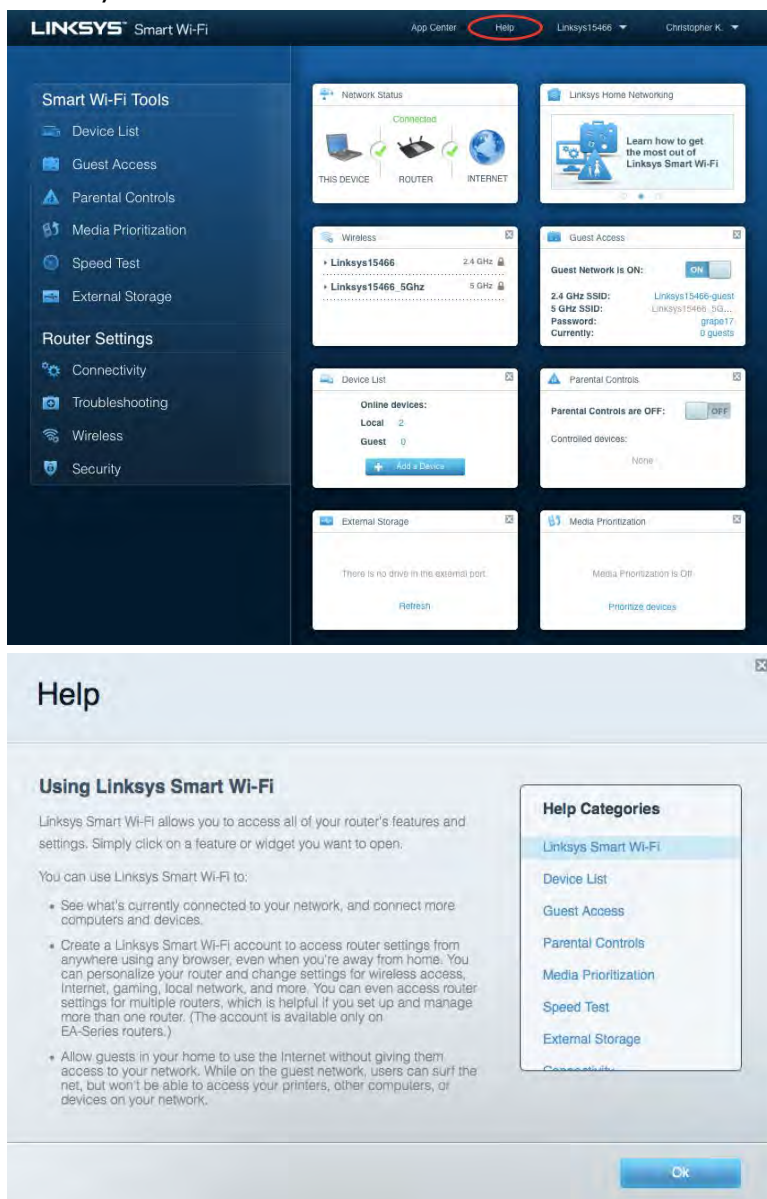 LINKSYS™ Smart Wi-Fi
App Center Help Linksys15466 Christopher K.
Smart Wi-Fi Tools
Device List
Guest Access
Parental Controls
Media Prioritization
Speed Test
External Storage
Router Settings
Connectivity
Troubleshooting
Wireless
Security
Network Status
Connected
THIS DEVICE ROUTER INTERNET
Linksys Home Networking
Learn how to get
the most out of
Linksys Smart Wi-Fi
Wireless
Linksys15466 2.4 GHz
Linksys15466_5Ghz 5 GHz
Guest Access
Guest Network is ON: ON
2.4 GHz SSID: Linksys15466-guest
5 GHz SSID: Linksys15466_5G...
Password: grape17
Currently: 0 guests
Device List
Online devices:
Local 2
Guest 0
+ Add a Device
Parental Controls
Parental Controls are OFF: OFF
Controlled devices:
None
External Storage
There is no drive in the external port.
Refresh
Media Prioritization
Media Prioritization is Off
Prioritize devices
Help
Using Linksys Smart Wi-Fi
Linksys Smart Wi-Fi allows you to access all of your router's features and
settings. Simply click on a feature or widget you want to open.
You can use Linksys Smart Wi-Fi to:
• See what's currently connected to your network, and connect more
computers and devices.
• Create a Linksys Smart Wi-Fi account to access router settings from
anywhere using any browser, even when you're away from home. You
can personalize your router and change settings for wireless access,
Internet, gaming, local network, and more. You can even access router
settings for multiple routers, which is helpful if you set up and manage
more than one router. (The account is available only on
EA-Series routers.)
• Allow guests in your home to use the Internet without giving them
access to your network. While on the guest network, users can surf the
net, but won't be able to access your printers, other computers, or
devices on your network.
Help Categories
Linksys Smart Wi-Fi
Device List
Guest Access
Parental Controls
Media Prioritization
Speed Test
External Storage
Connectivity
Ok